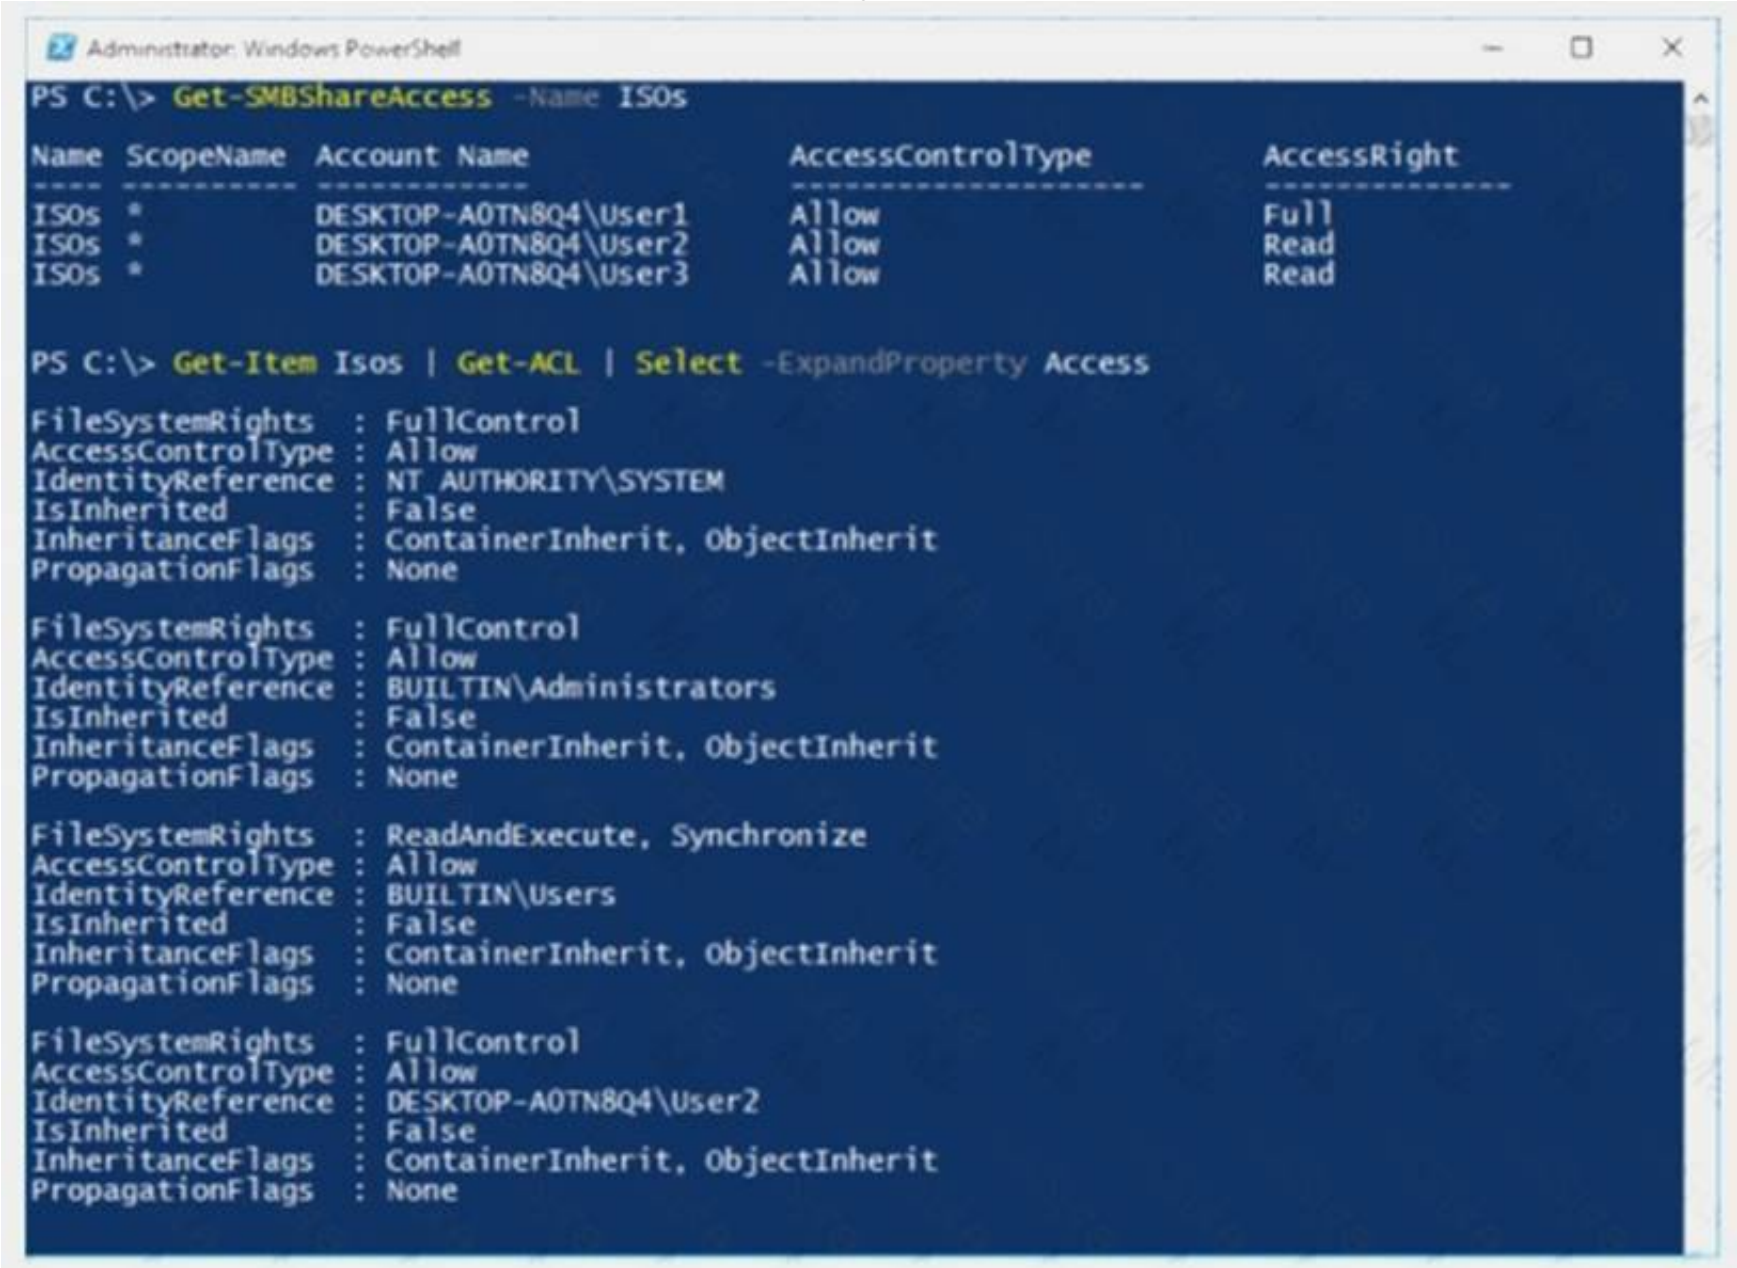 Administrator: Windows PowerShell
PS C:\> Get-SMBShareAccess -Name ISOs
Name ScopeName Account Name AccessControlType AccessRight
---- ---------- ------------ -------------------- --------------
ISOs * DESKTOP-A0TN8Q4\User1 Allow Full
ISOs * DESKTOP-A0TN8Q4\User2 Allow Read
ISOs * DESKTOP-A0TN8Q4\User3 Allow Read
PS C:\> Get-Item Isos | Get-ACL | Select -ExpandProperty Access
FileSystemRights : FullControl
AccessControlType : Allow
IdentityReference : NT AUTHORITY\SYSTEM
IsInherited : False
InheritanceFlags : ContainerInherit, ObjectInherit
PropagationFlags : None
FileSystemRights : FullControl
AccessControlType : Allow
IdentityReference : BUILTIN\Administrators
IsInherited : False
InheritanceFlags : ContainerInherit, ObjectInherit
PropagationFlags : None
FileSystemRights : ReadAndExecute, Synchronize
AccessControlType : Allow
IdentityReference : BUILTIN\Users
IsInherited : False
InheritanceFlags : ContainerInherit, ObjectInherit
PropagationFlags : None
FileSystemRights : FullControl
AccessControlType : Allow
IdentityReference : DESKTOP-A0TN8Q4\User2
IsInherited : False
InheritanceFlags : ContainerInherit, ObjectInherit
PropagationFlags : None